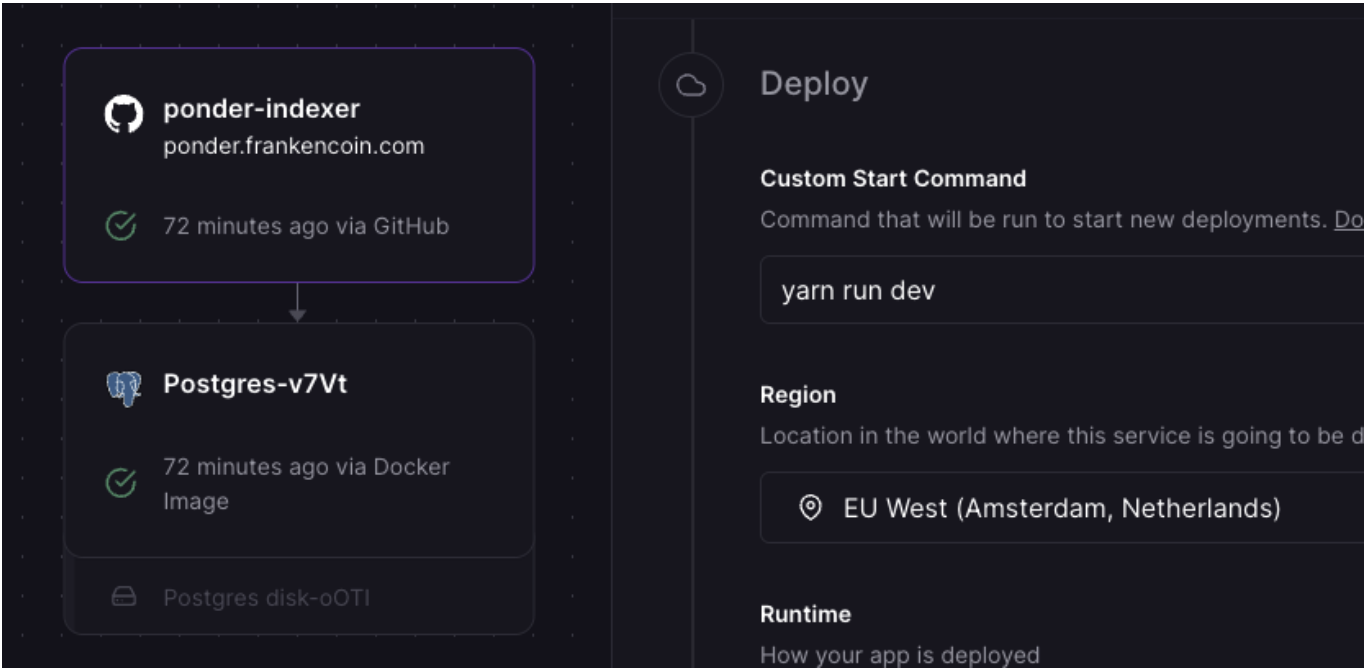 ponder-indexer
ponder.frankencoin.com
72 minutes ago via GitHub
Postgres-v7Vt
72 minutes ago via Docker
Image
Postgres disk-oOTI
Deploy
Custom Start Command
Command that will be run to start new deployments. Do
yarn run dev
Region
Location in the world where this service is going to be d
EU West (Amsterdam, Netherlands)
Runtime
How your app is deployed